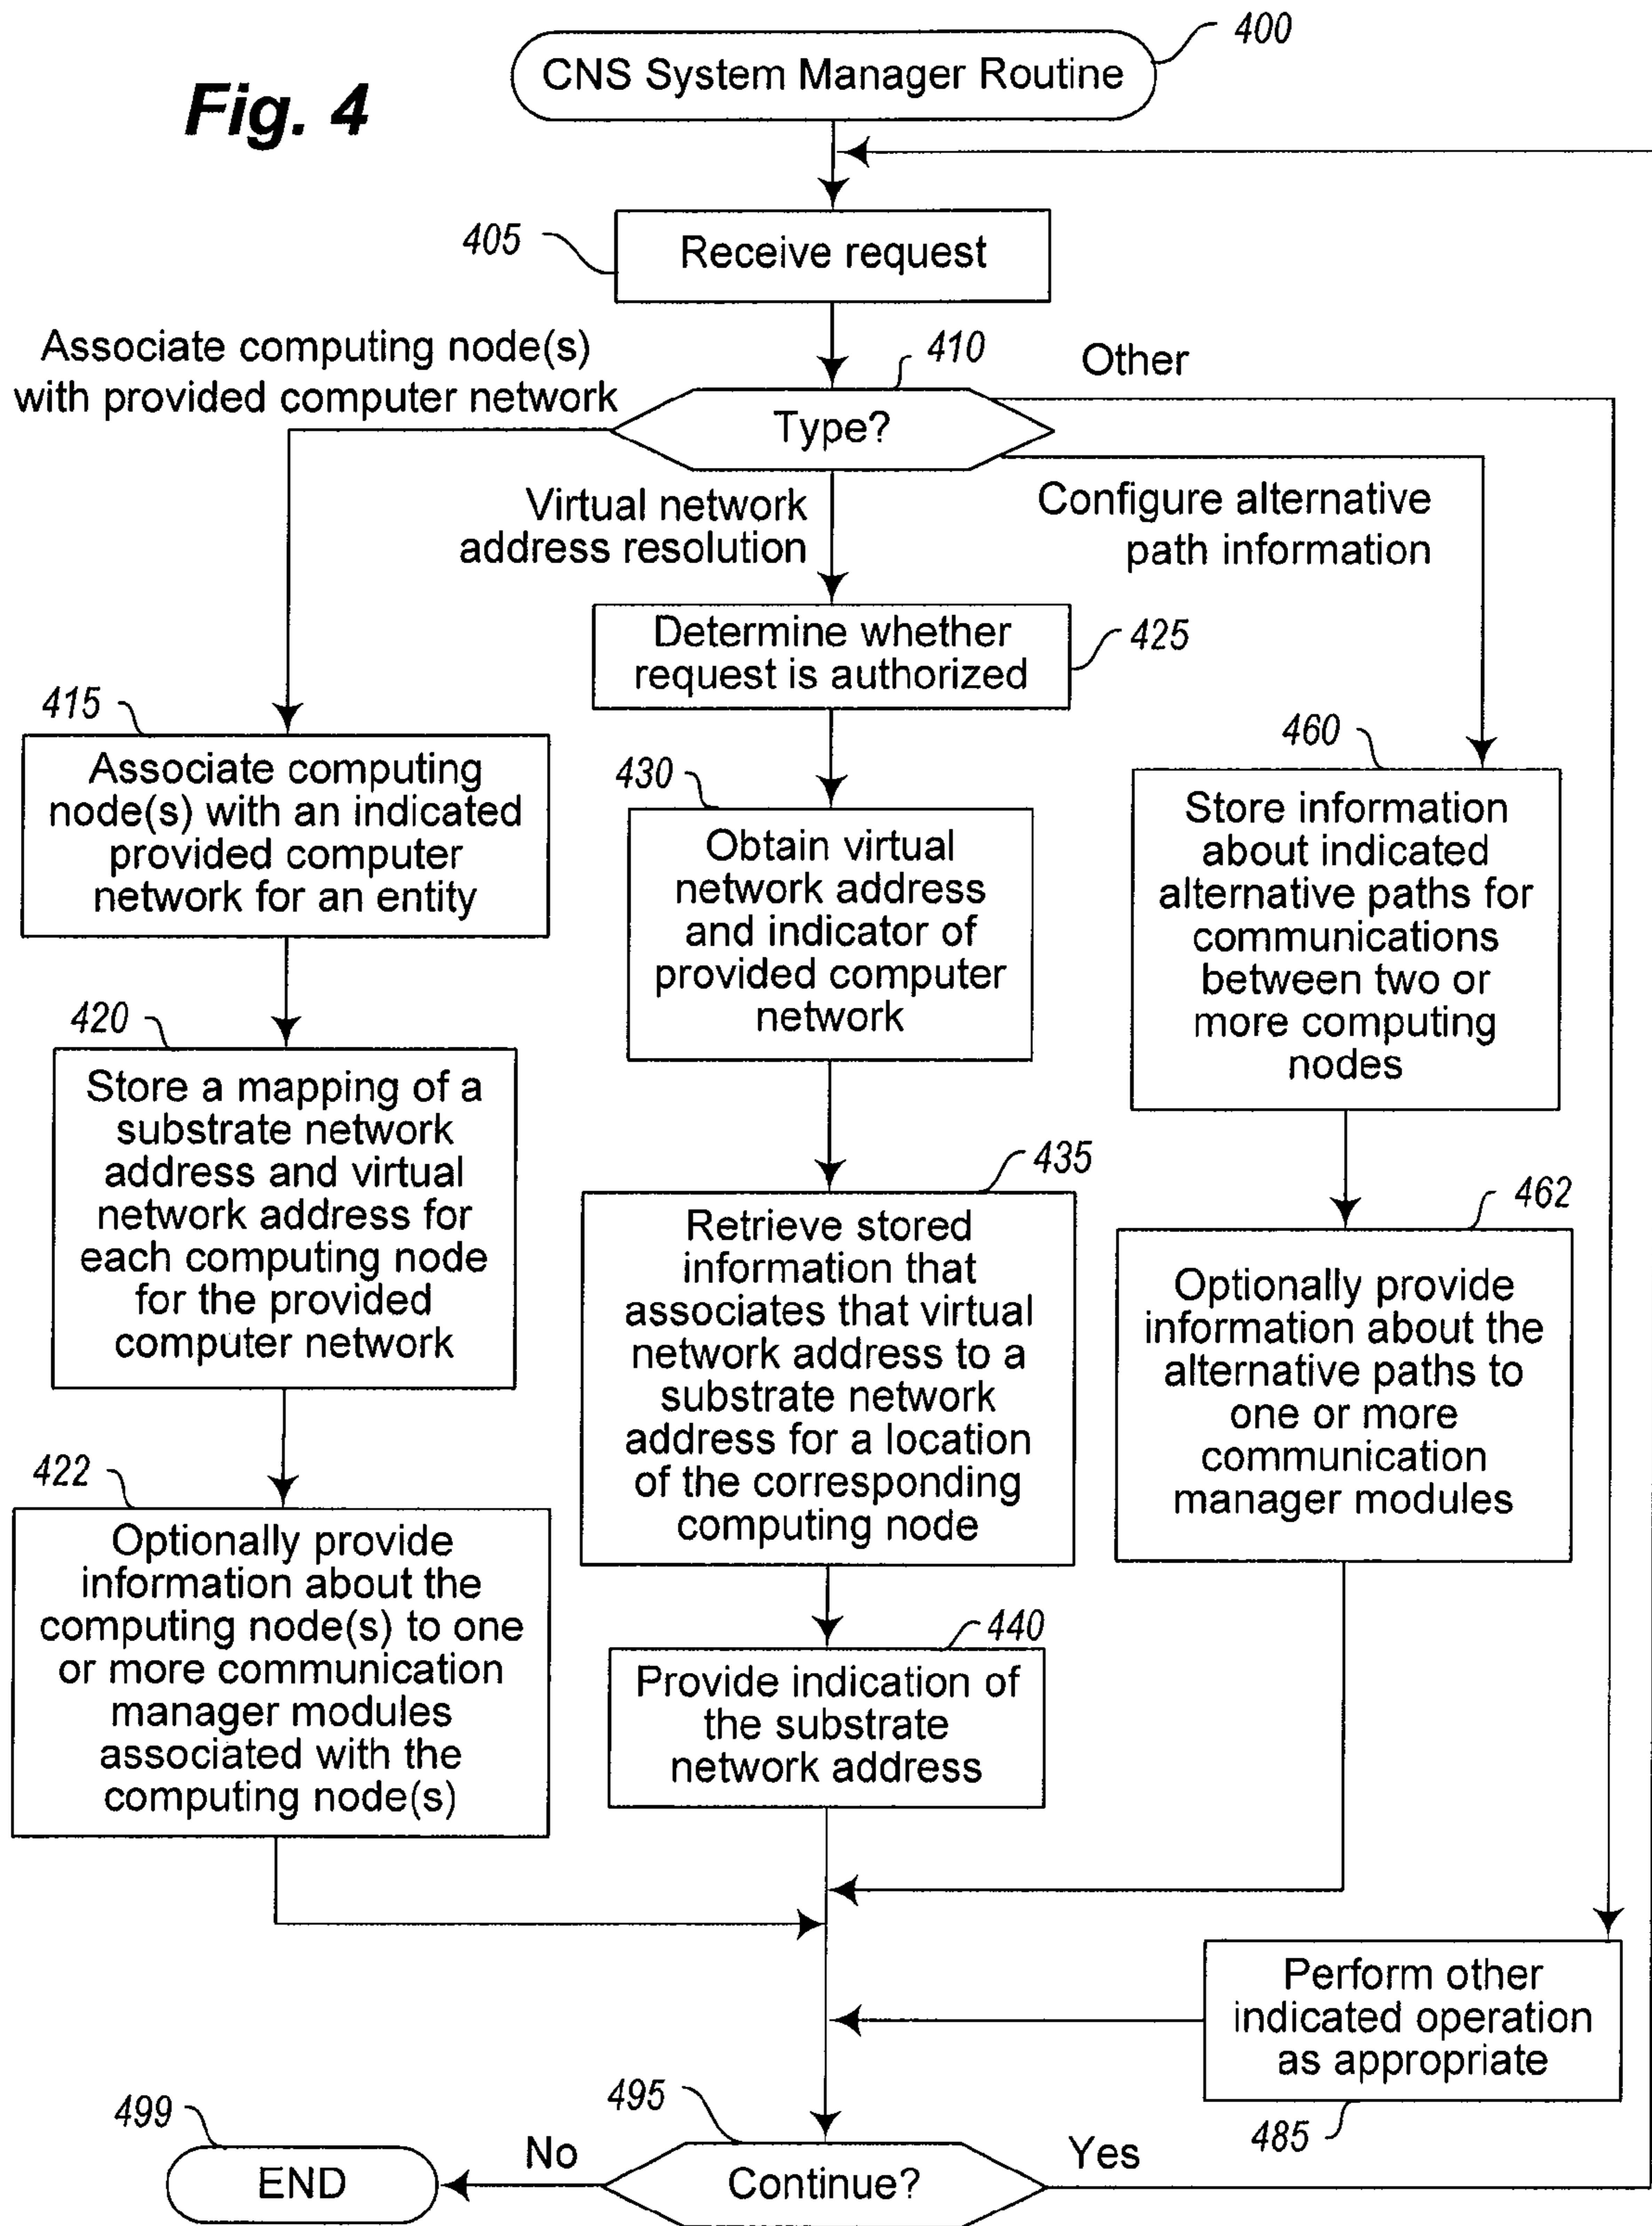 Fig. 4
CNS System Manager Routine
400
405
Receive request
Associate computing node(s)
with provided computer network
410
Other
Type?
Virtual network
address resolution
Configure alternative
path information
Determine whether
request is authorized
425
415
Associate computing
node(s) with an indicated
provided computer
network for an entity
430
Obtain virtual
network address
and indicator of
provided computer
network
460
Store information
about indicated
alternative paths for
communications
between two or
more computing
nodes
420
Store a mapping of a
substrate network
address and virtual
network address for
each computing node
for the provided
computer network
435
Retrieve stored
information that
associates that virtual
network address to a
substrate network
address for a location
of the corresponding
computing node
462
Optionally provide
information about the
alternative paths to
one or more
communication
manager modules
422
Optionally provide
information about the
computing node(s) to one
or more communication
manager modules
associated with the
computing node(s)
440
Provide indication of
the substrate
network address
Perform other
indicated operation
as appropriate
485
495
Continue?
Yes
No
499
END